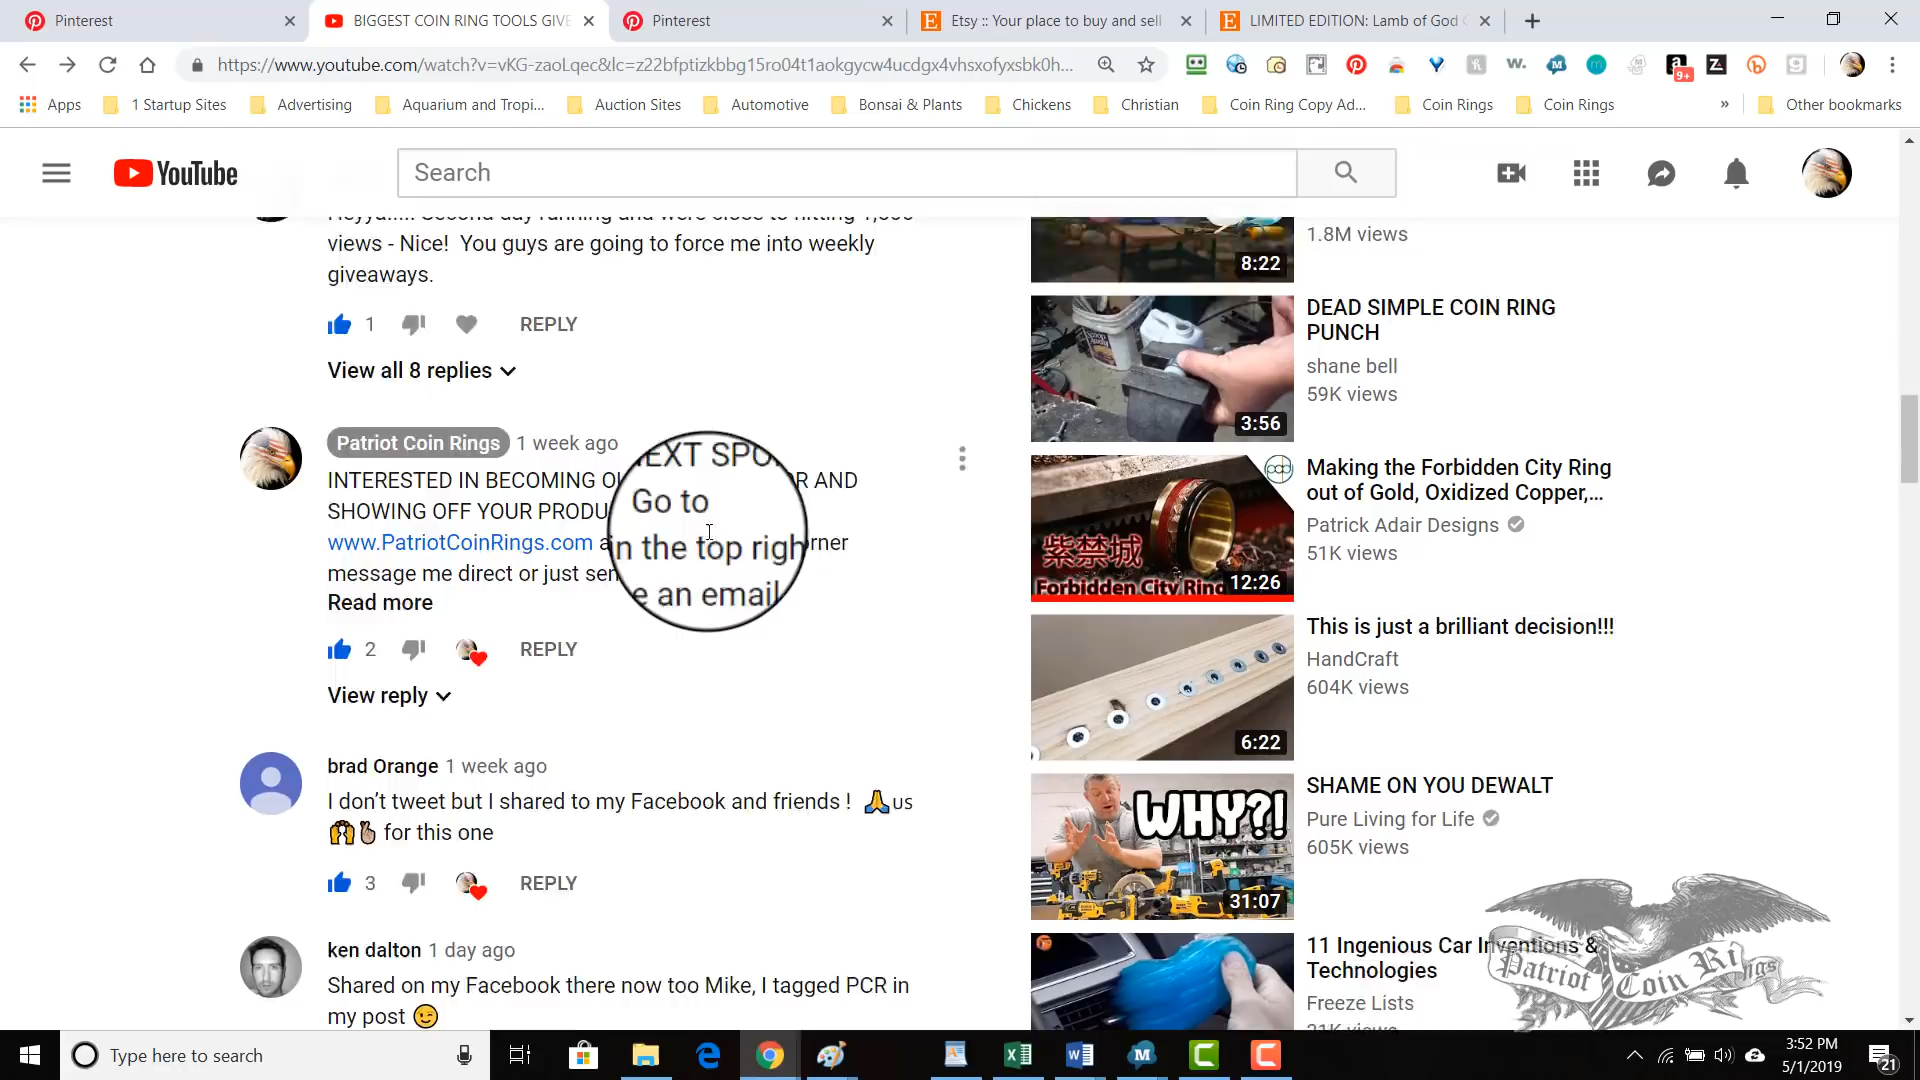 Pinterest
BIGGEST COIN RING TOOLS GIVE
Pinterest
Etsy :: Your place to buy and sell
LIMITED EDITION: Lamb of God
https://www.youtube.com/watch?v=vKG-zaoLqec&lc=z22bfptizkbbg15ro04t1aokgycw4ucdgx4vhsxofyxsbk0h...
Apps
1 Startup Sites
Advertising
Aquarium and Tropi...
Auction Sites
Automotive
Bonsai & Plants
Chickens
Christian
Coin Ring Copy Ad...
Coin Rings
Coin Rings
»
Other bookmarks
YouTube
Search
views - Nice! You guys are going to force me into weekly
giveaways.
1
REPLY
View all 8 replies
Patriot Coin Rings 1 week ago
INTERESTED IN BECOMING AND
SHOWING OFF YOUR
www.PatriotCoinRings.com
message me direct or just
Read more
EXT
Go to
in the top
an email
2
REPLY
View reply
brad Orange 1 week ago
I don't tweet but I shared to my Facebook and friends ! 🙏US
🙌🤞 for this one
3
REPLY
ken dalton 1 day ago
Shared on my Facebook there now too Mike, I tagged PCR in
my post 😉
1.8M views
8:22
DEAD SIMPLE COIN RING
PUNCH
shane bell
59K views
3:56
Making the Forbidden City Ring
out of Gold, Oxidized Copper,...
Patrick Adair Designs
51K views
紫禁城
Forbidden City Ring
12:26
This is just a brilliant decision!!!
HandCraft
604K views
6:22
SHAME ON YOU DEWALT
Pure Living for Life
605K views
WHY?!
31:07
11 Ingenious Car Inventions &
Technologies
Freeze Lists
Patriot Coin Rings
Type here to search
3:52 PM
5/1/2019
21
9+